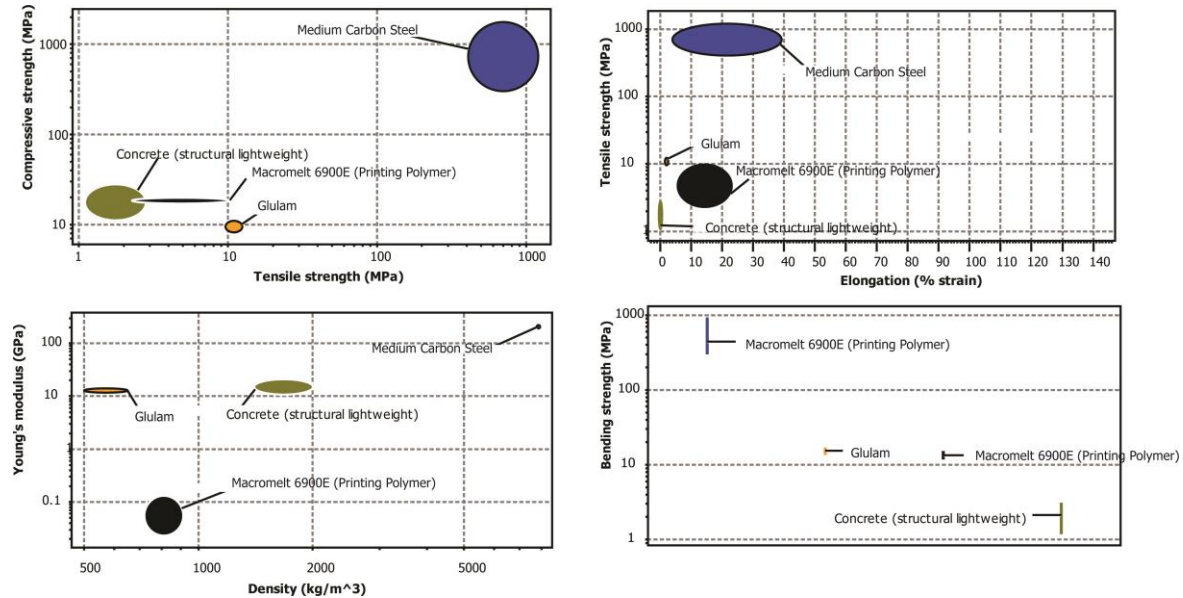 Compressive strength (MPa)
1000
100
10
Medium Carbon Steel
Concrete (structural lightweight)
Macromelt 6900E (Printing Polymer)
Glulam
1
10
100
1000
Tensile strength (MPa)
Tensile strength (MPa)
1000
100
10
1
Medium Carbon Steel
Glulam
Macromelt 6900E (Printing Polymer)
Concrete (structural lightweight)
0
10
20
30
40
50
60
70
80
90
100
110
120
130
140
Elongation (% strain)
Young's modulus (GPa)
100
10
1
0.1
Medium Carbon Steel
Glulam
Concrete (structural lightweight)
Macromelt 6900E (Printing Polymer)
500
1000
2000
5000
Density (kg/m^3)
Bending strength (MPa)
1000
100
10
1
Macromelt 6900E (Printing Polymer)
Glulam
Macromelt 6900E (Printing Polymer)
Concrete (structural lightweight)